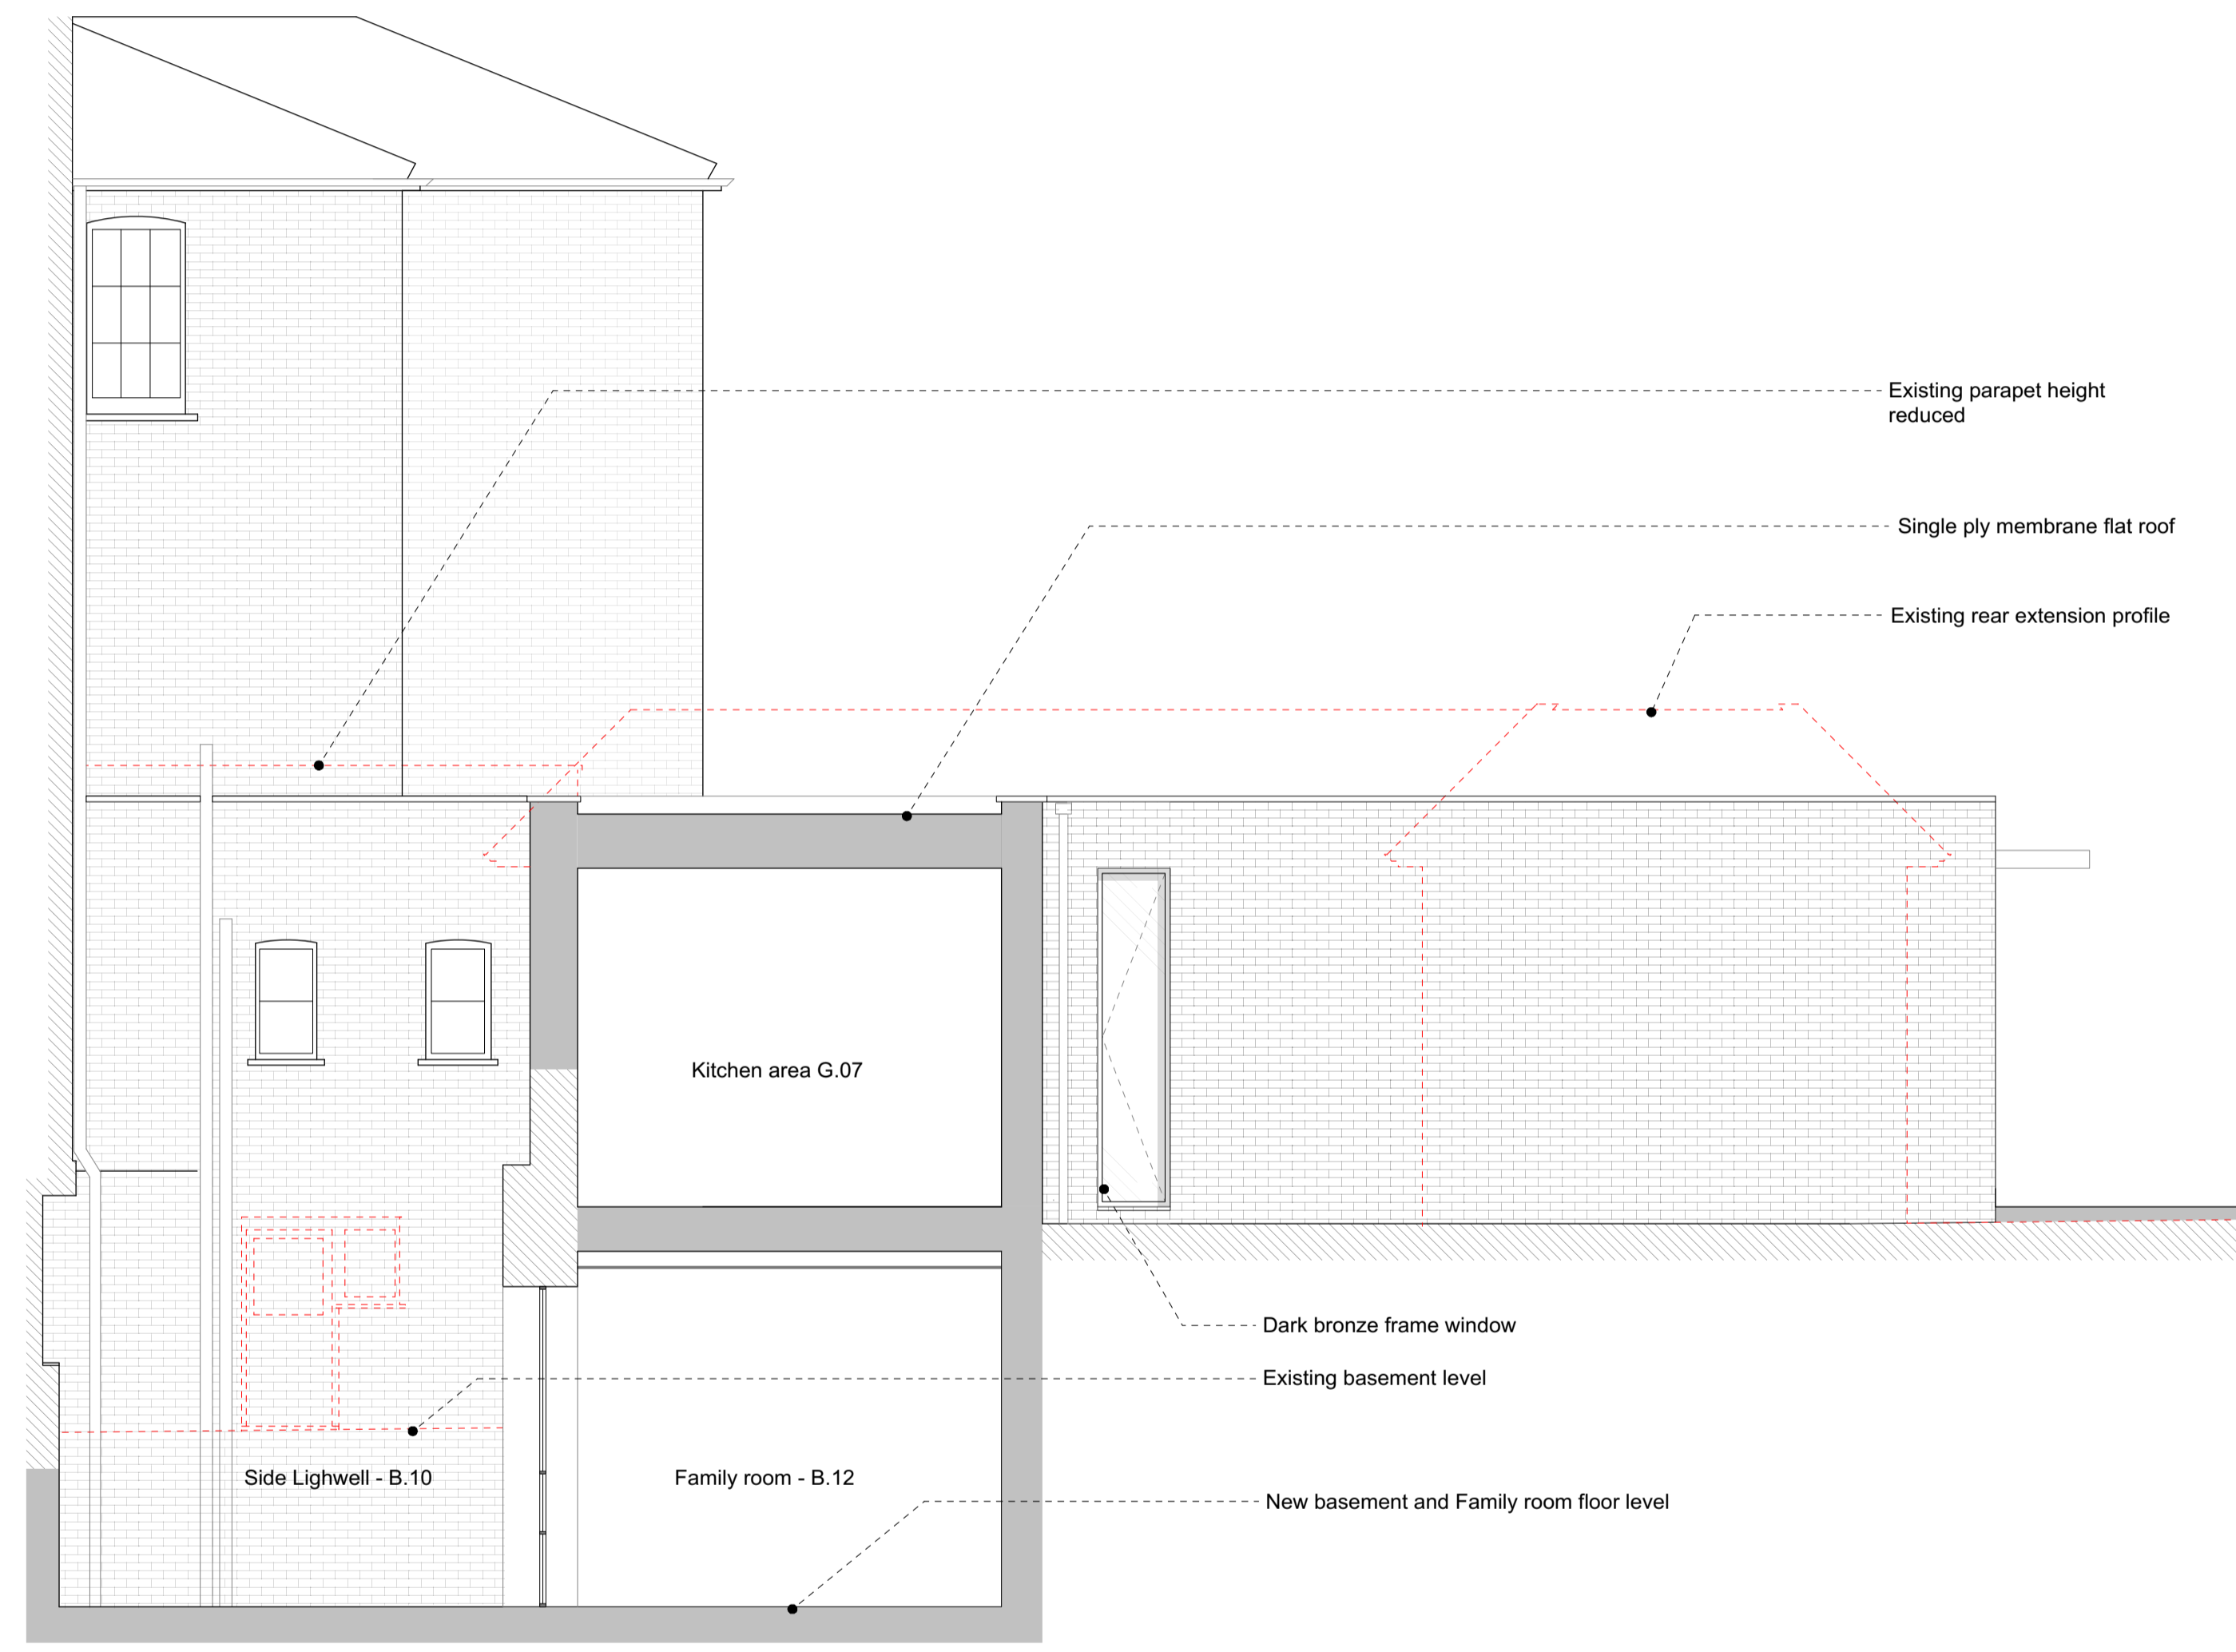 Existing parapet height
reduced
Single ply membrane flat roof
Existing rear extension profile
Kitchen area G.07
Dark bronze frame window
Existing basement level
Side Lighwell - B.10
Family room - B.12
New basement and Family room floor level